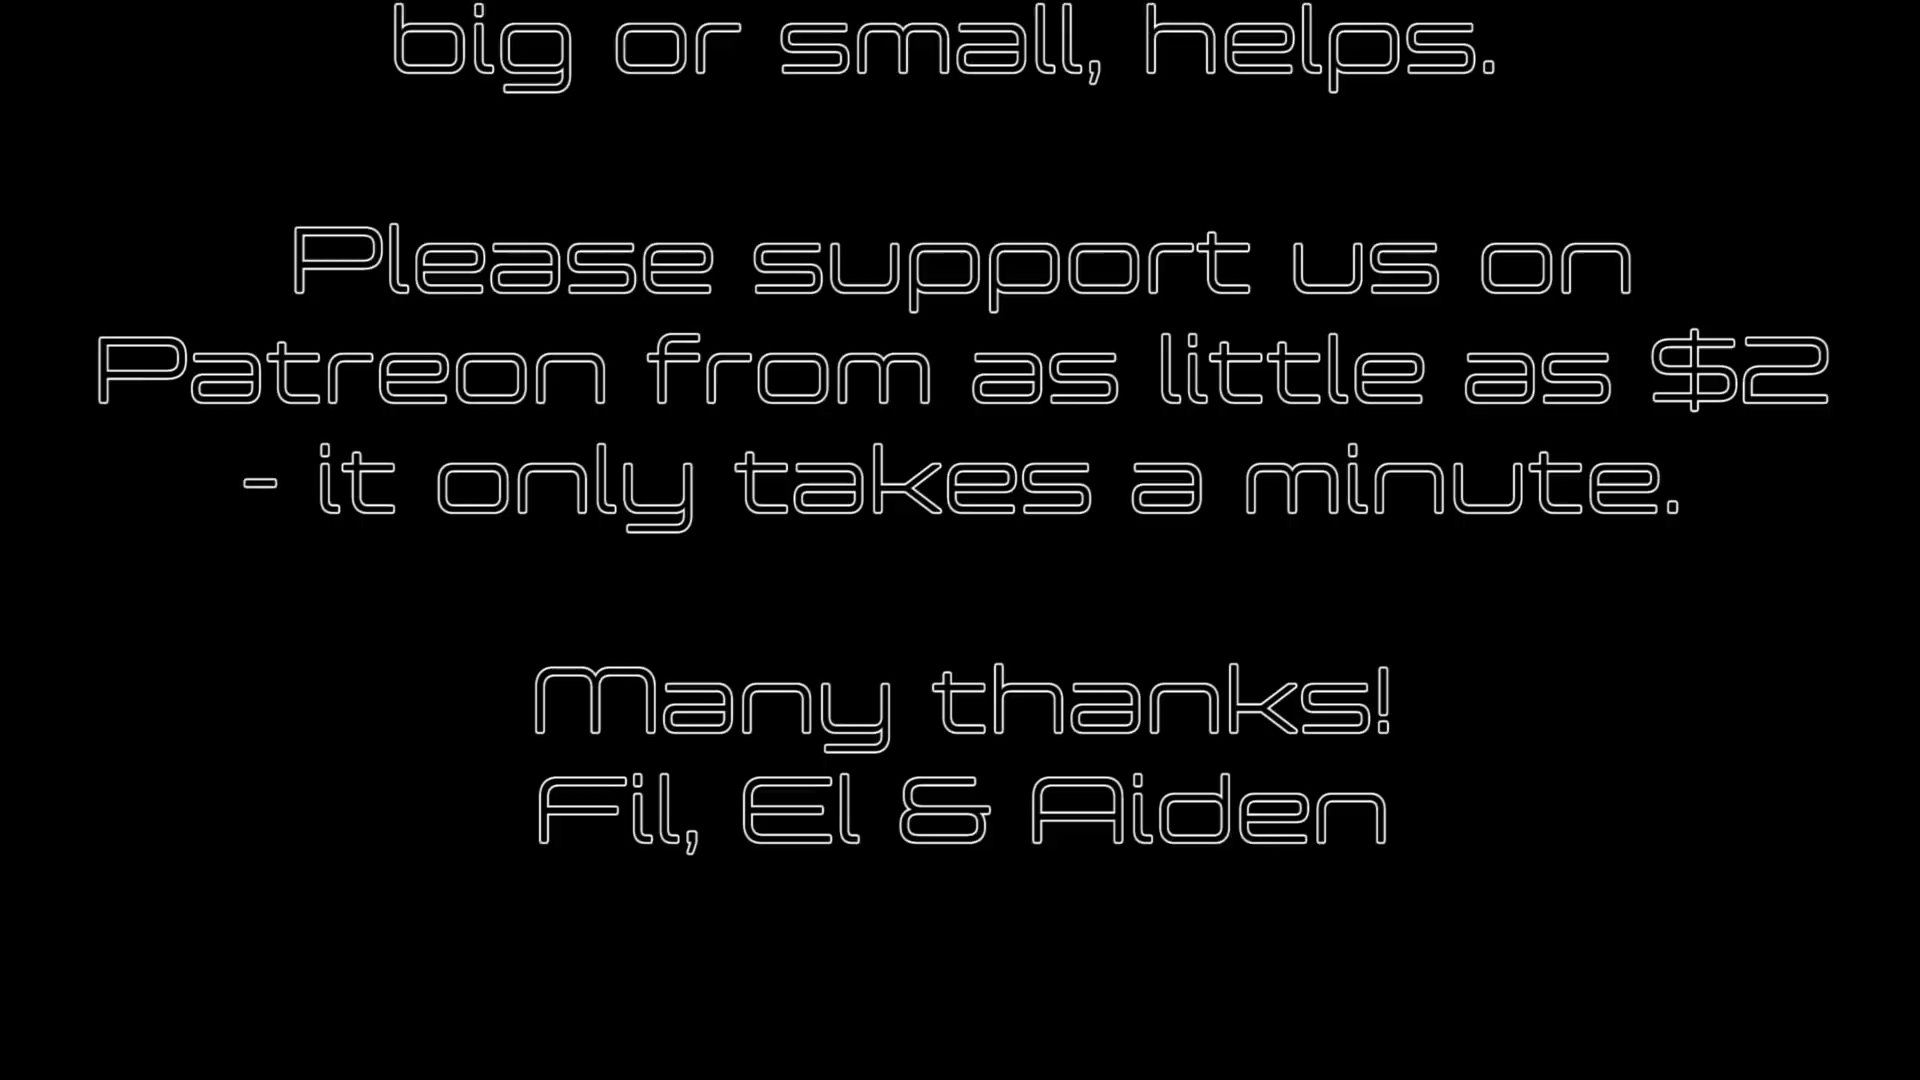 big or small, helps.
Please support us on
Patreon from as little as $2
- it only takes a minute.
Many thanks!
Fil, El & Aiden